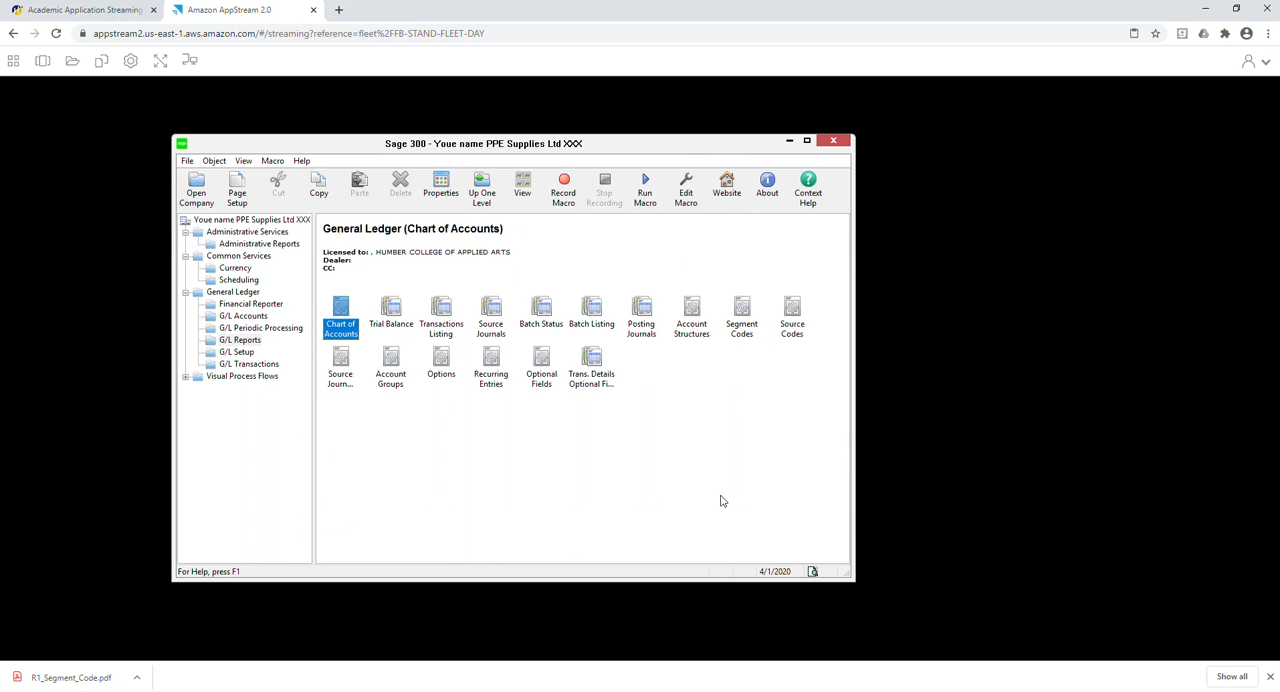 Academic Application Streaming
Amazon AppStream 2.0
appstream2.us-east-1.aws.amazon.com/#/streaming?reference=fleet%2FFB-STAND-FLEET-DAY
Sage 300 - Youe name PPE Supplies Ltd XXX
File Object View Macro Help
Open Company
Page Setup
Cut
Copy
Paste
Delete
Properties
Up One Level
View
Record Macro
Stop Recording
Run Macro
Edit Macro
Website
About
Context Help
Youe name PPE Supplies Ltd XXX
Administrative Services
Administrative Reports
Common Services
Currency
Scheduling
General Ledger
Financial Reporter
G/L Accounts
G/L Periodic Processing
G/L Reports
G/L Setup
G/L Transactions
Visual Process Flows
General Ledger (Chart of Accounts)
Licensed to: , HUMBER COLLEGE OF APPLIED ARTS
Dealer:
CC:
Chart of Accounts
Trial Balance
Transactions Listing
Source Journals
Batch Status
Batch Listing
Posting Journals
Account Structures
Segment Codes
Source Codes
Source Journ...
Account Groups
Options
Recurring Entries
Optional Fields
Trans. Details Optional Fi...
For Help, press F1
4/1/2020
R1_Segment_Code.pdf
Show all